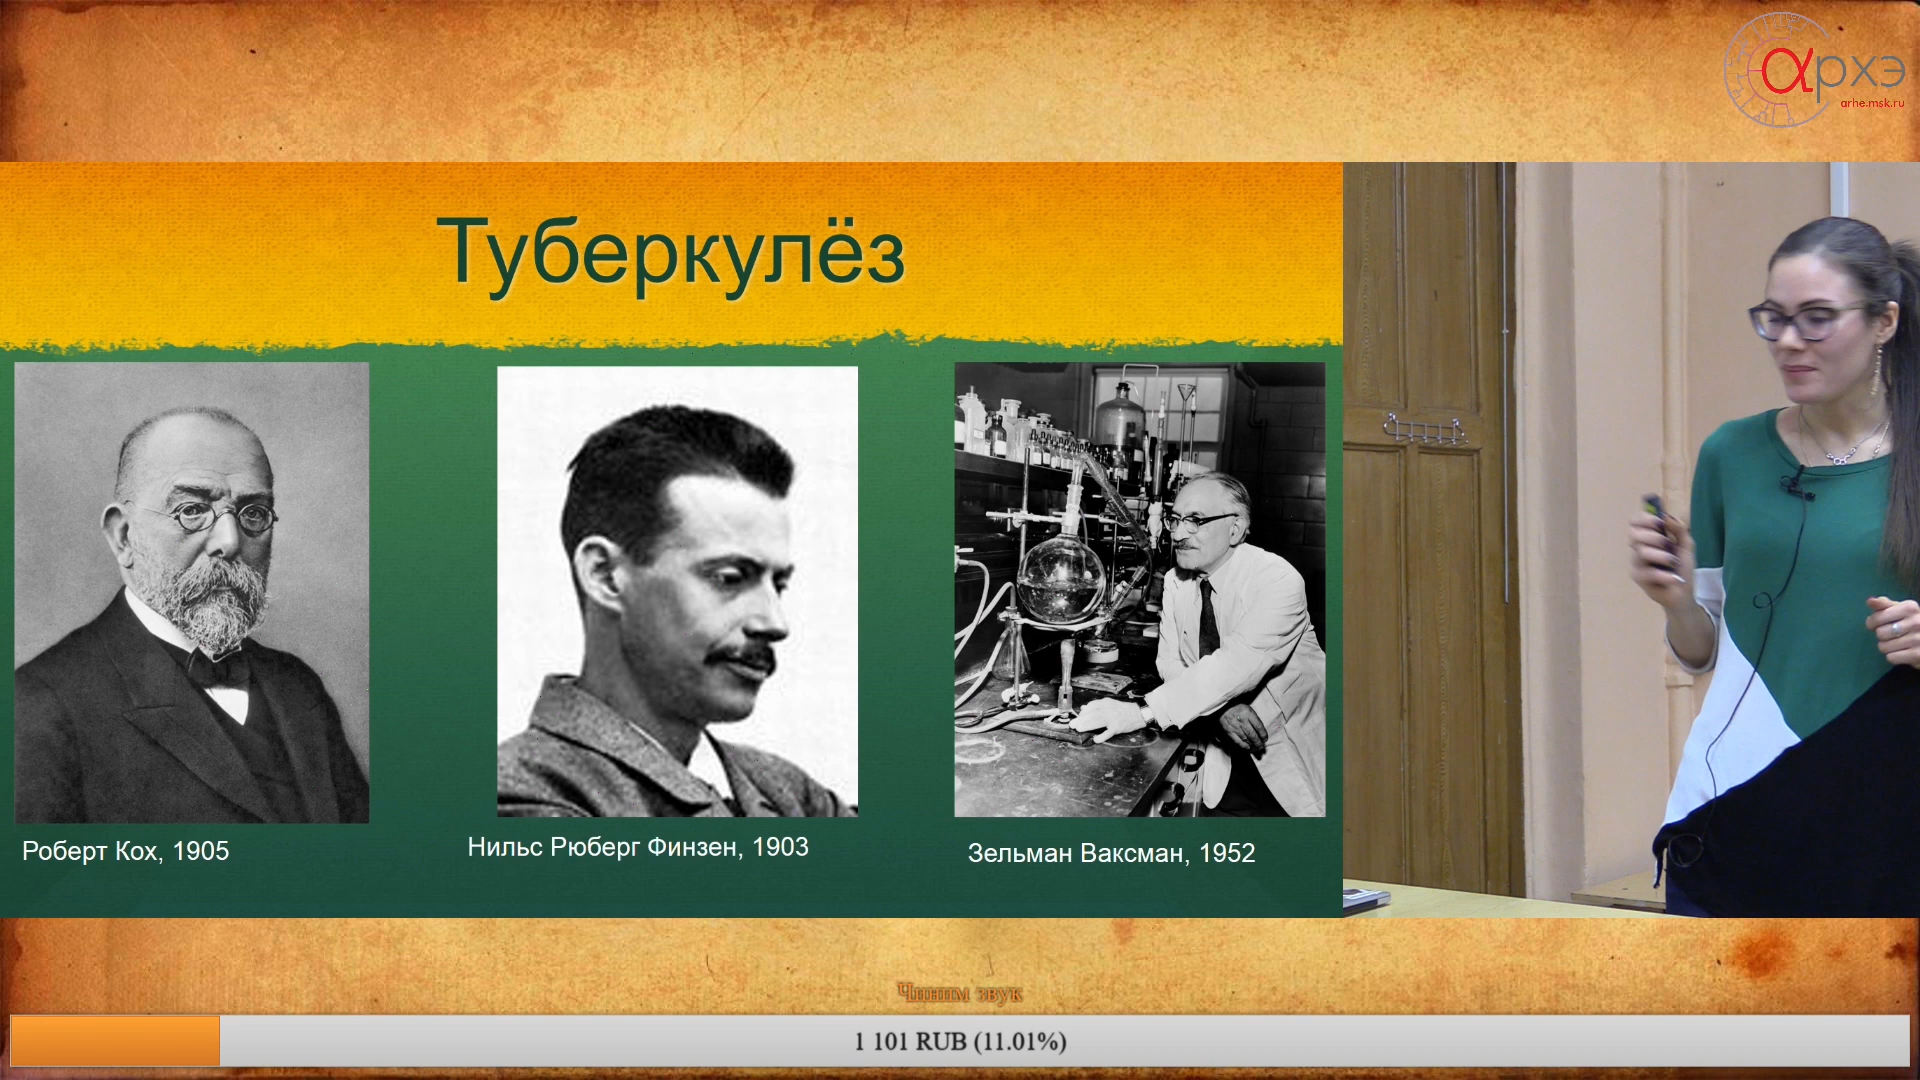 αрхэ
arhe.msk.ru
Туберкулёз
Роберт Кох, 1905
Нильс Рюберг Финзен, 1903
Зельман Ваксман, 1952
Чиним звук
1 101 RUB (11.01%)